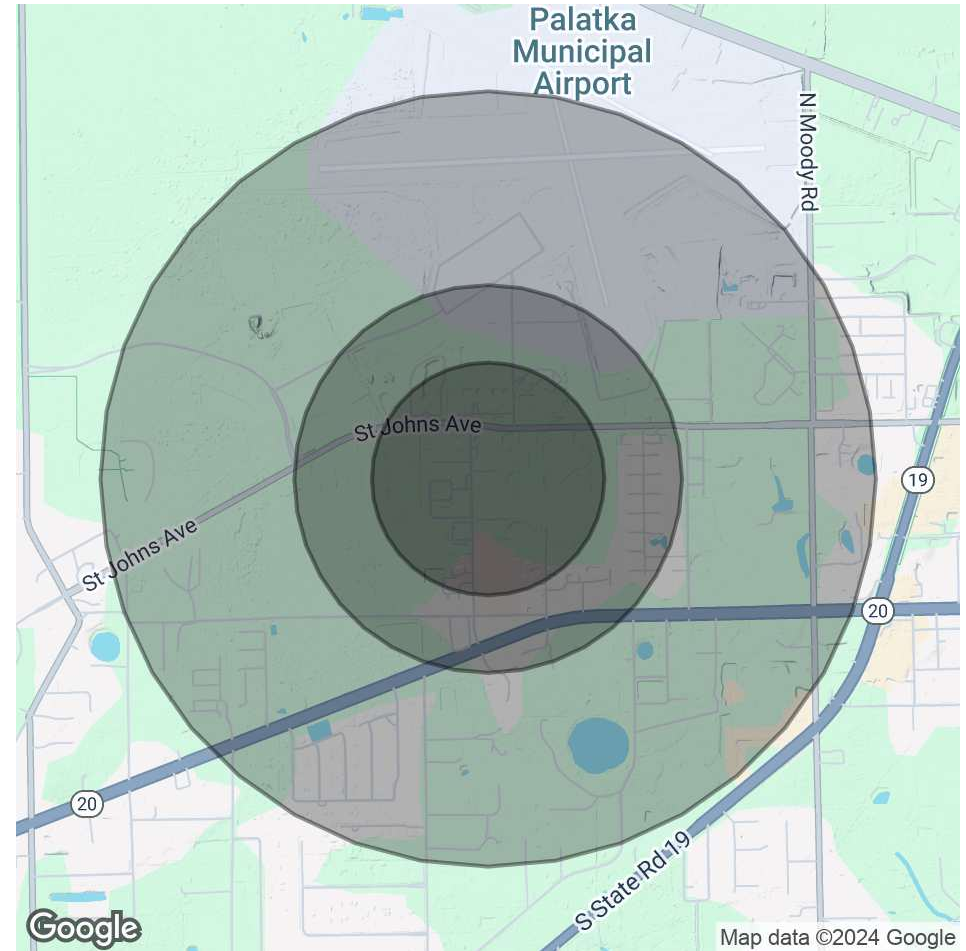 Palatka
Municipal
Airport
N Moody Rd
St Johns Ave
19
St Johns Ave
20
20
S State Rd 19
Google
Map data ©2024 Google